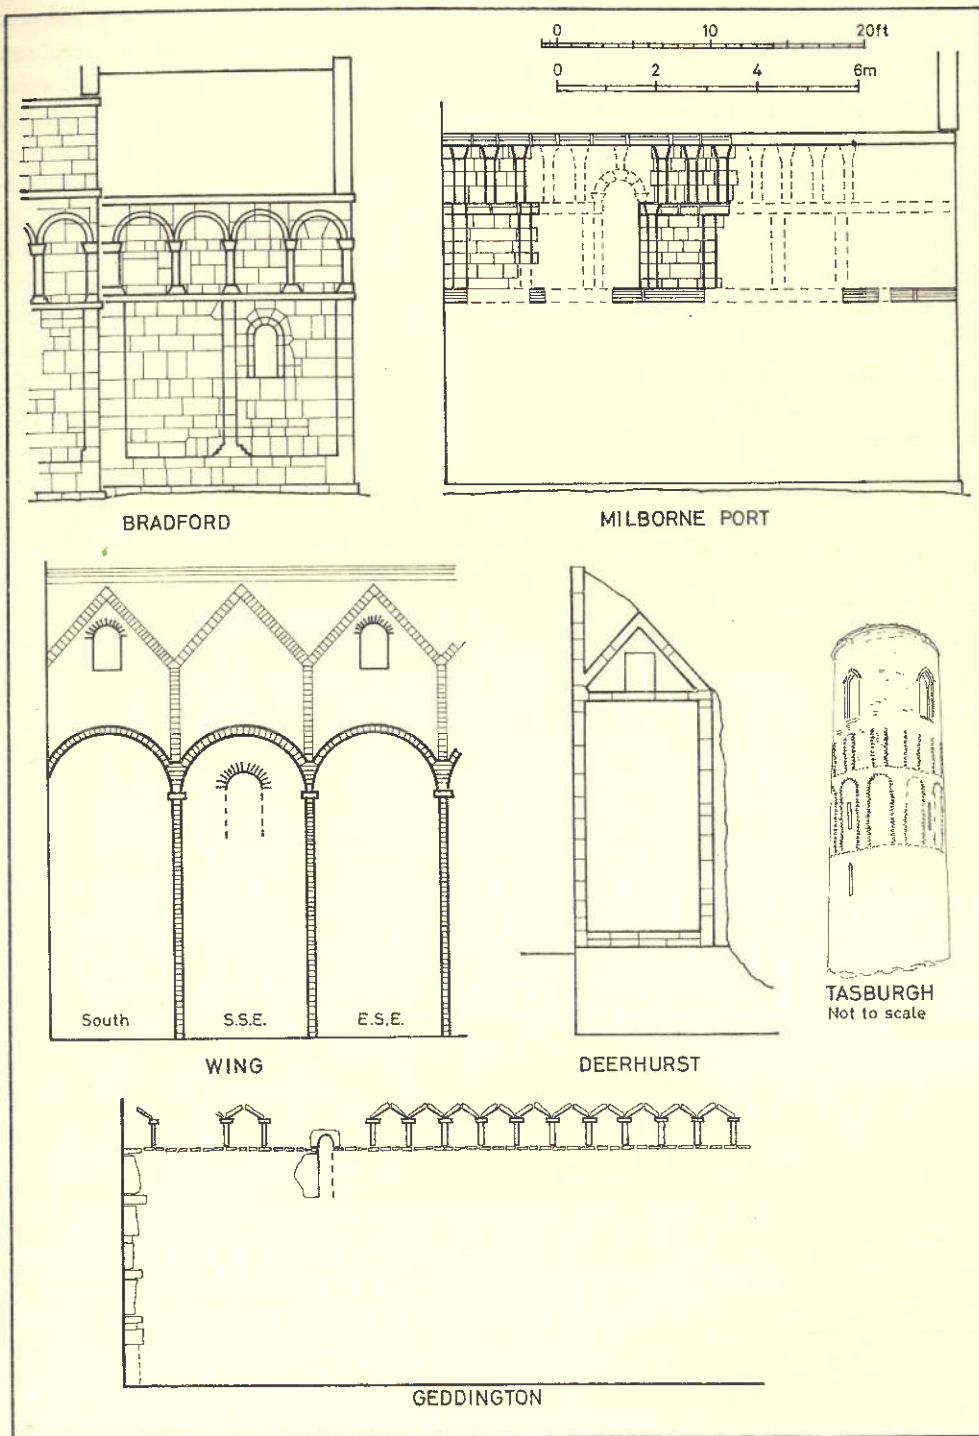 0 10 20ft
0 2 4 6m
BRADFORD
MILBORNE PORT
South S.S.E. E.S.E.
WING
DEERHURST
TASBURGH
Not to scale
GEDDINGTON